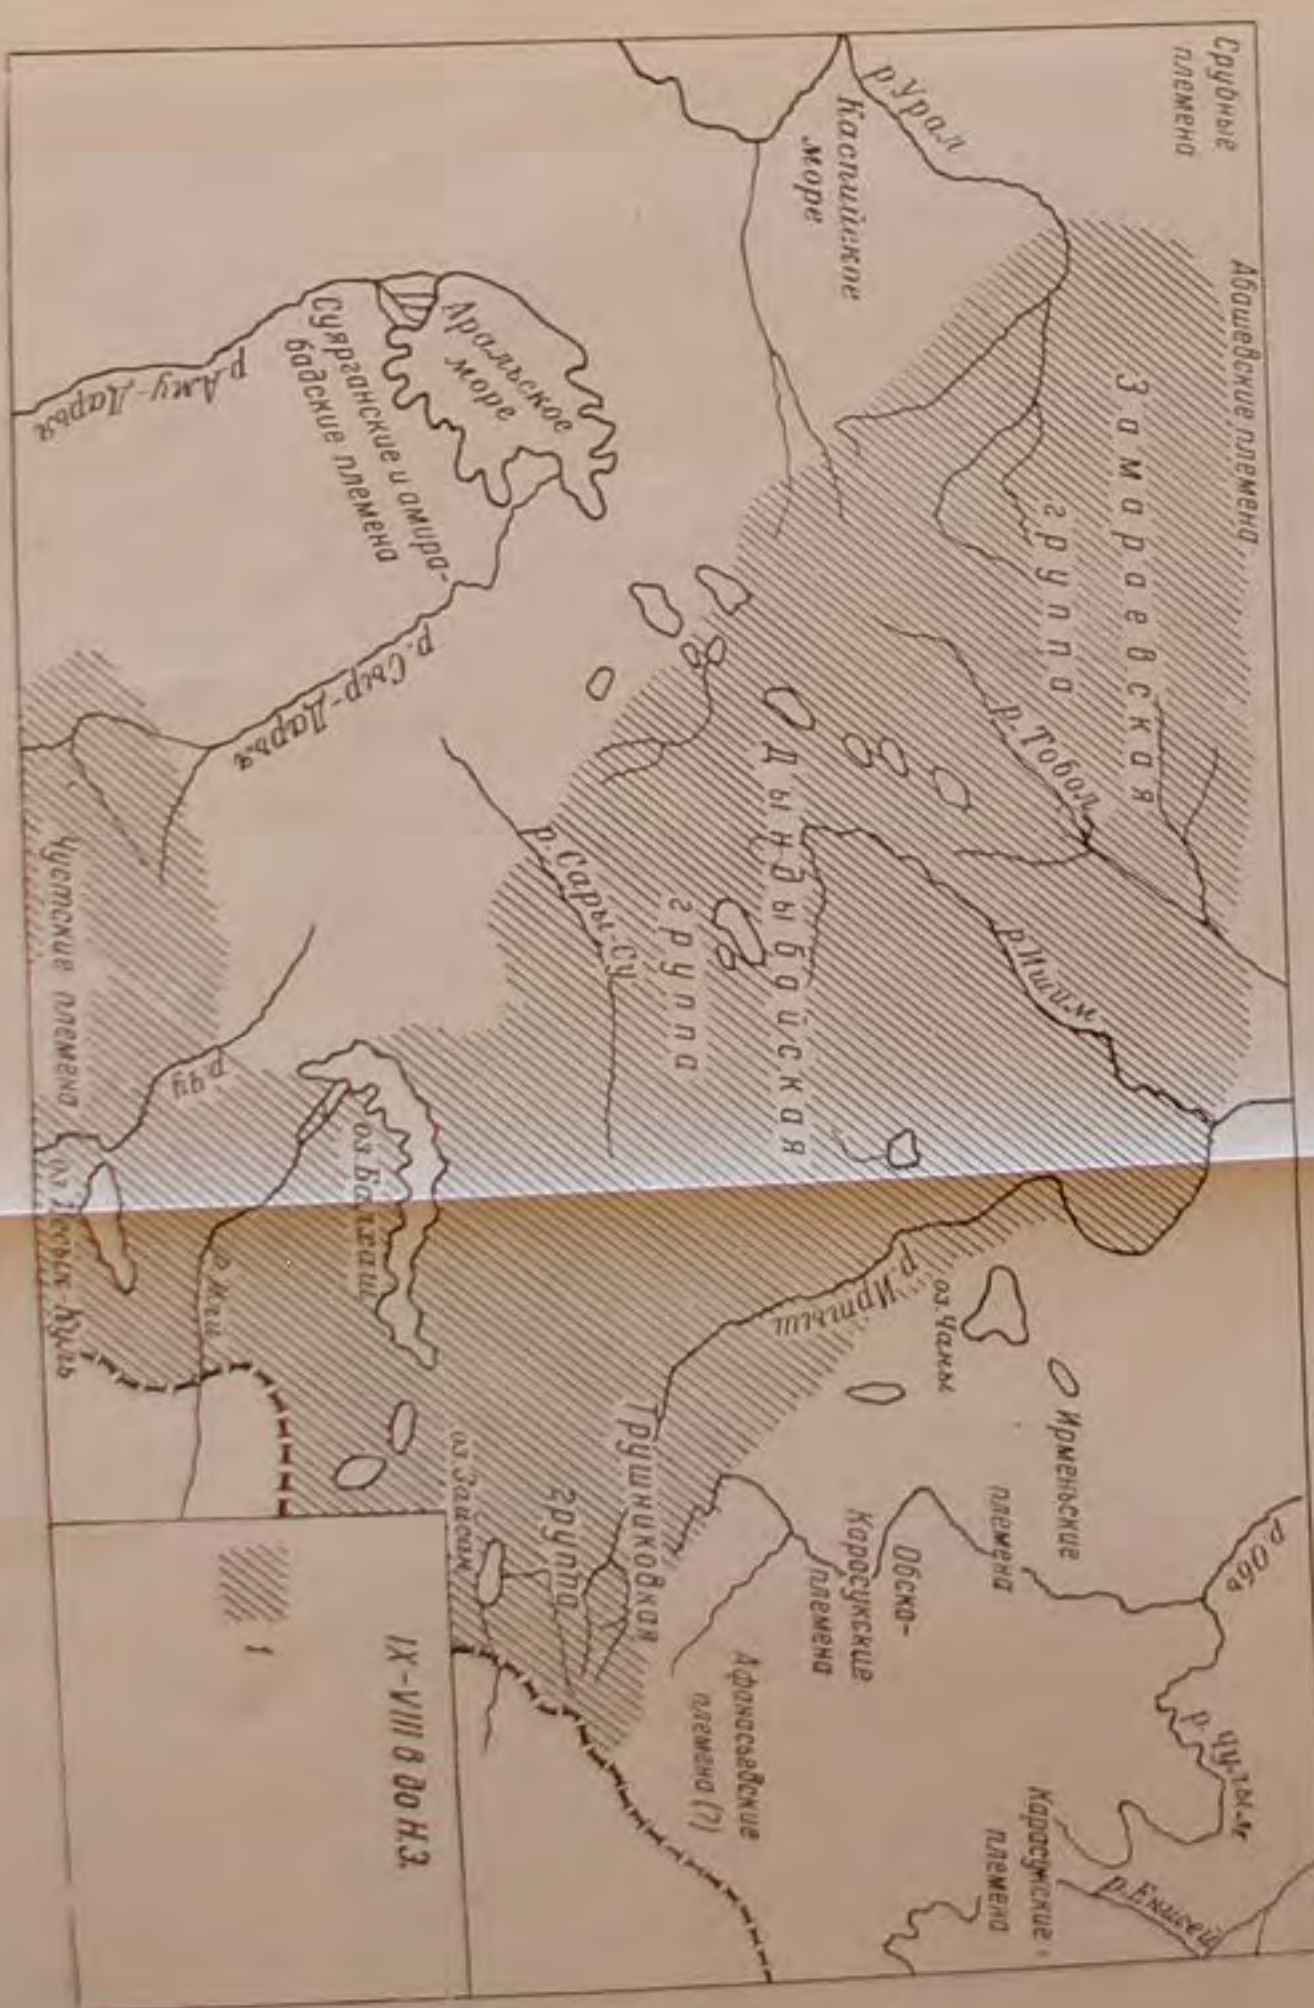 Срубные
племена
Абашевские племена
р. Урал
Каспийское
море
Замараевская
группа
р. Тобол
р. Ишим
Аральское
море
Суярганские и амира-
бадские племена
р. Аму-Дарья
р. Сыр-Дарья
Дындыбайская
группа
р. Сары-Су
Чустские племена
р. Чу
оз. Балхаш
оз. Иссык-Куль
р. Или
р. Иртыш
оз. Чаны
Ирменьские
племена
р. Обь
р. Чулым
Обско-
Карасукские
племена
Карасукские
племена
р. Енисей
Трушниковская
группа
оз. Зайсан
Афанасьевские
племена (?)
IX-VIII в до Н.Э.
1